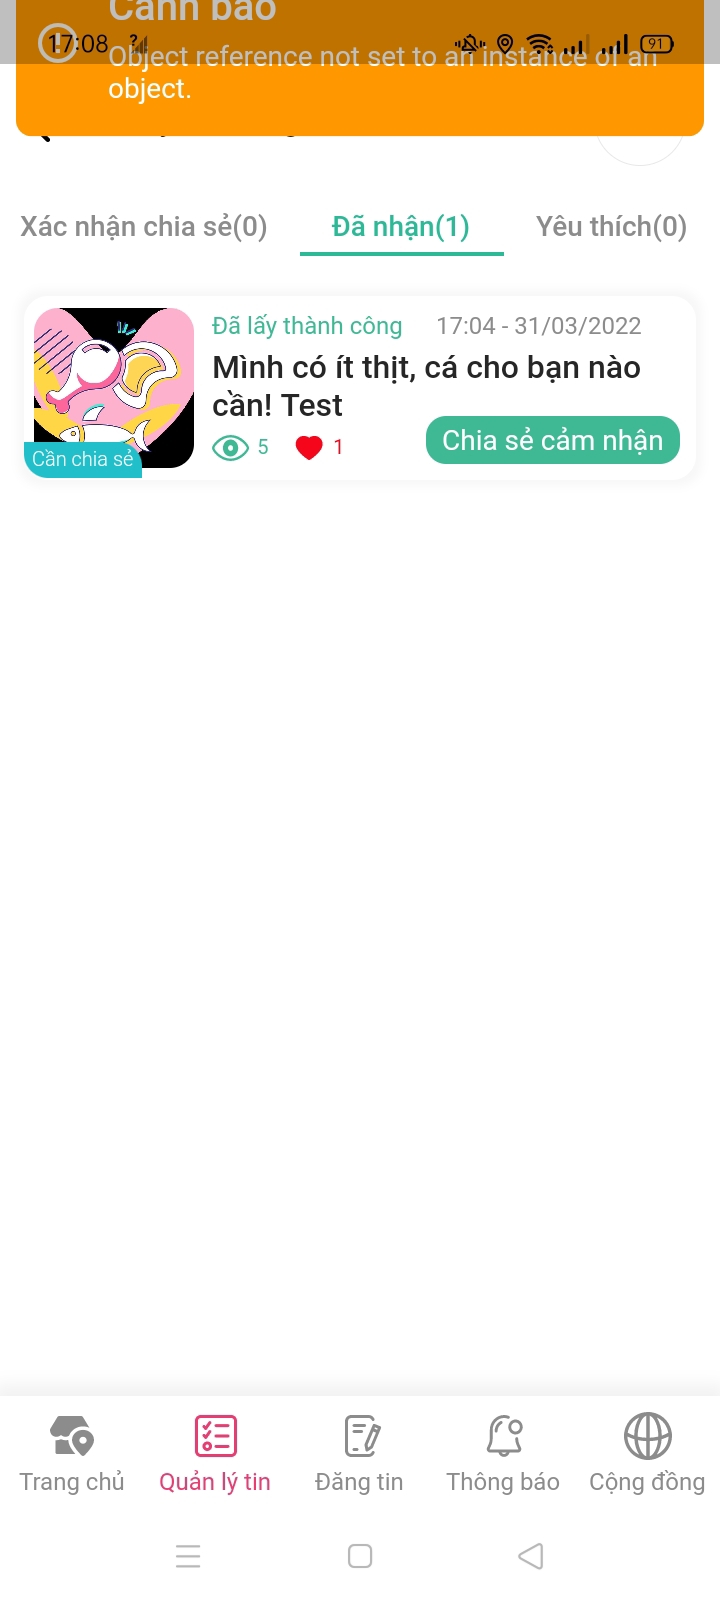 Cảnh báo
17:08
91
Object reference not set to an instance of an
object.
Xác nhận chia sẻ(0)
Đã nhận(1)
Yêu thích(0)
Đã lấy thành công
17:04 - 31/03/2022
Mình có ít thịt, cá cho bạn nào
cần! Test
5
1
Chia sẻ cảm nhận
Cần chia sẻ
Trang chủ
Quản lý tin
Đăng tin
Thông báo
Cộng đồng